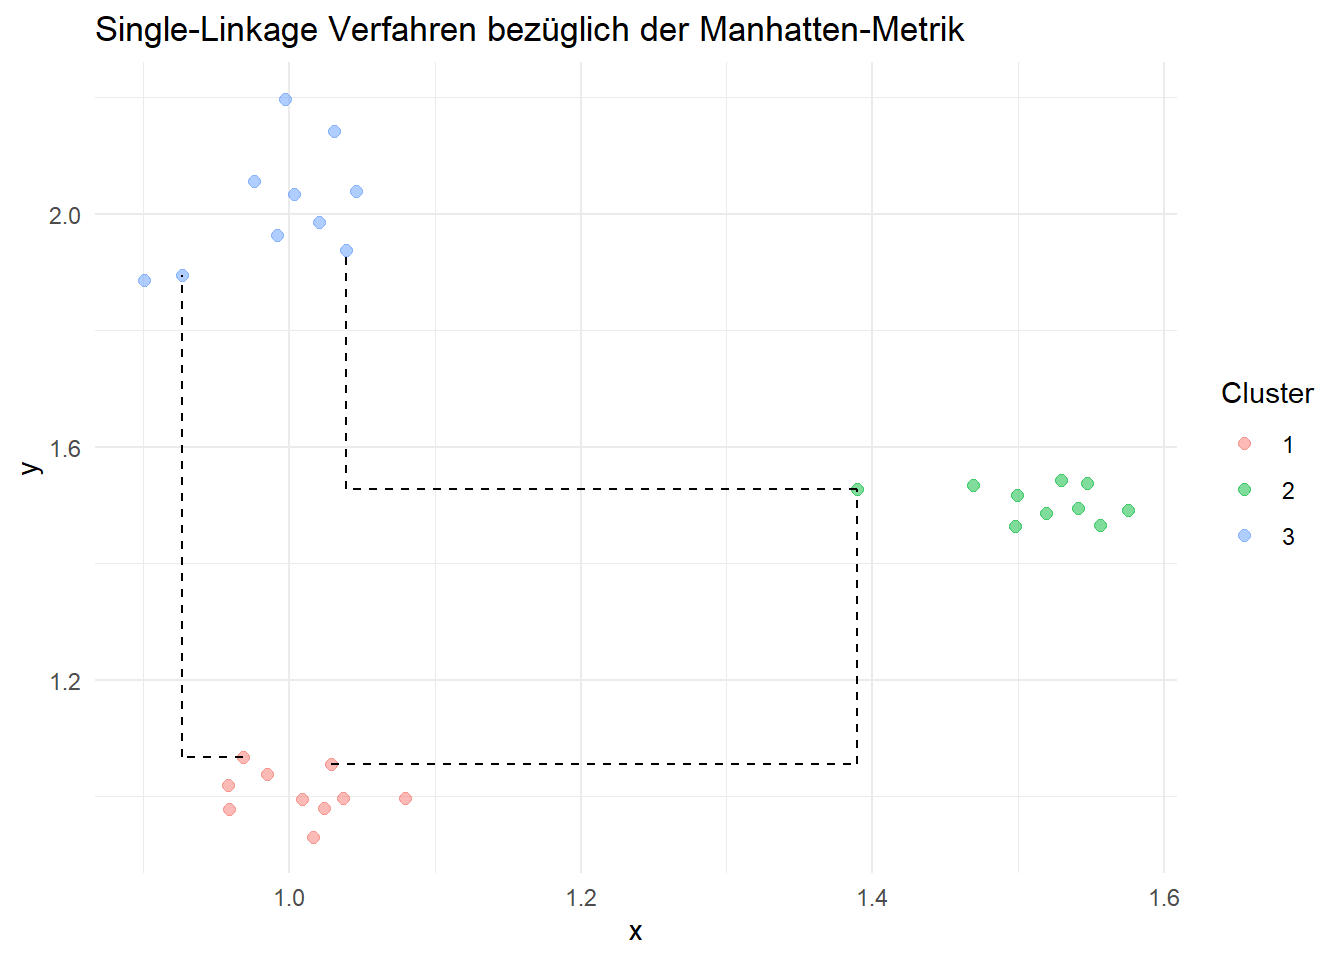 Single-Linkage Verfahren bezüglich der Manhatten-Metrik
2.0
1.6
1.2
y
1.0
1.2
1.4
1.6
x
Cluster
1
2
3